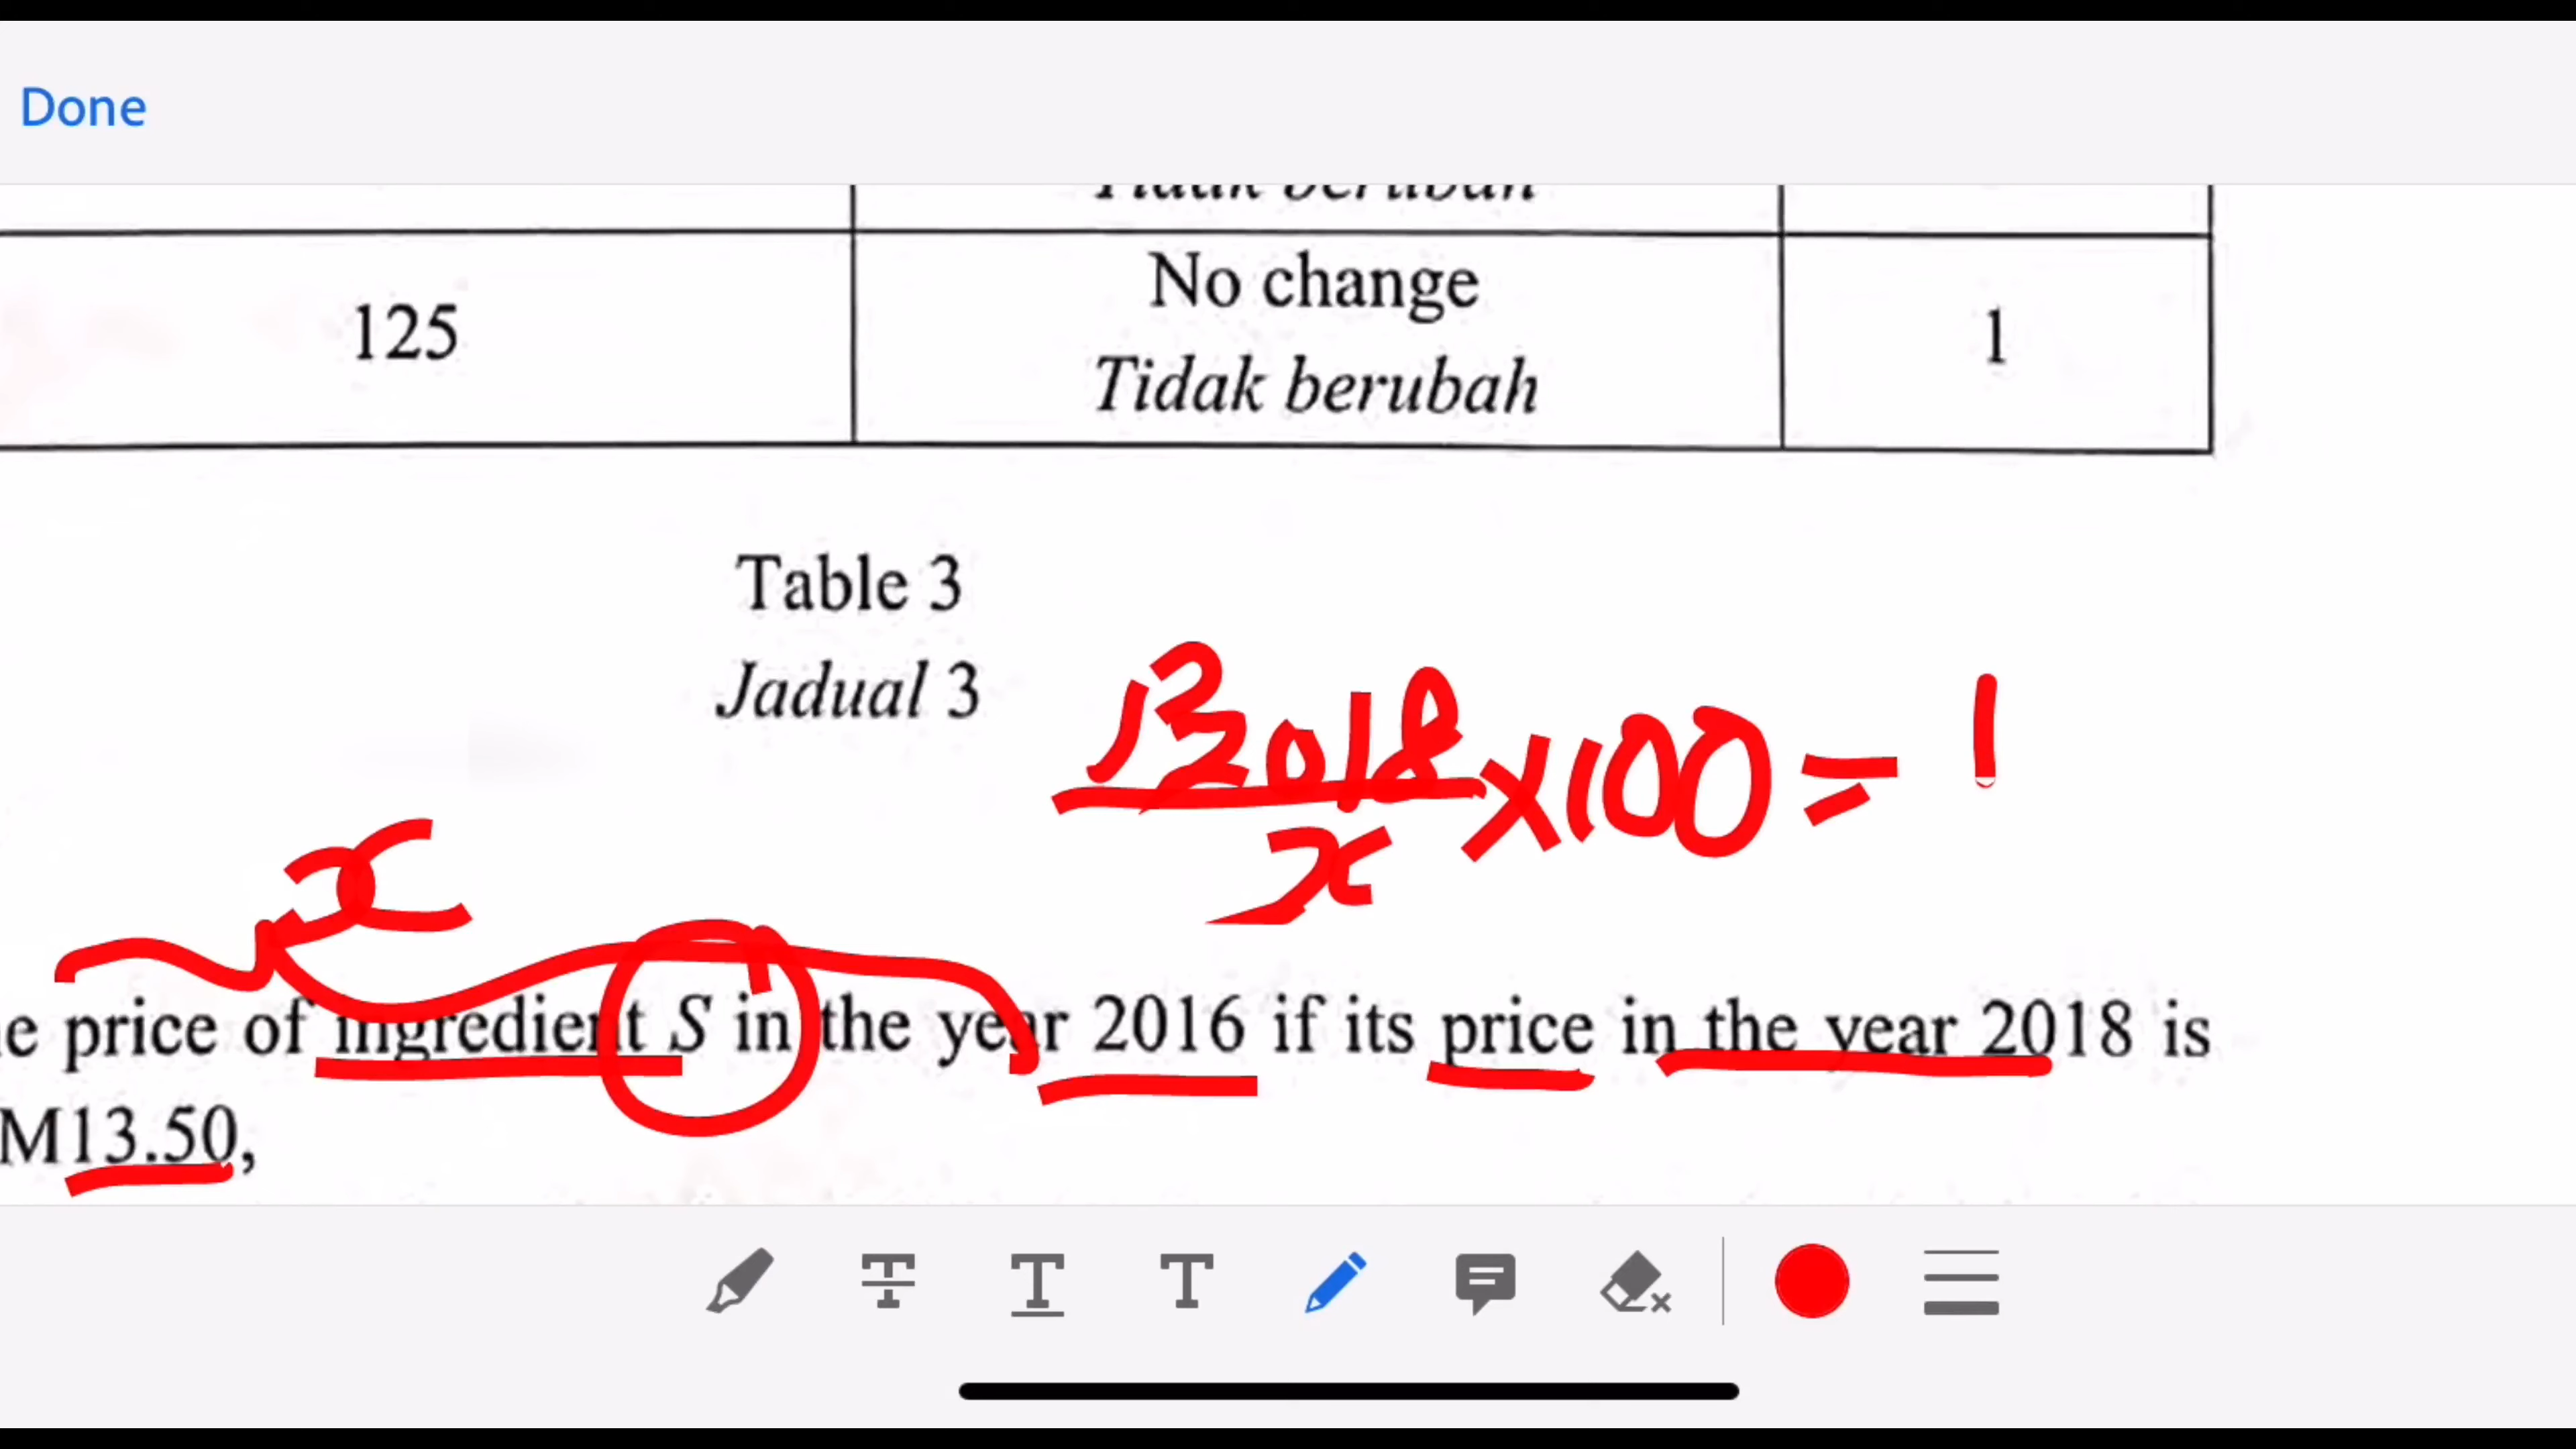 Done
125
No change
Tidak berubah
1
Table 3
Jadual 3
2018
x
×100 = 1
x
price of ingredient S in the year 2016 if its price in the year 2018 is
M13.50,